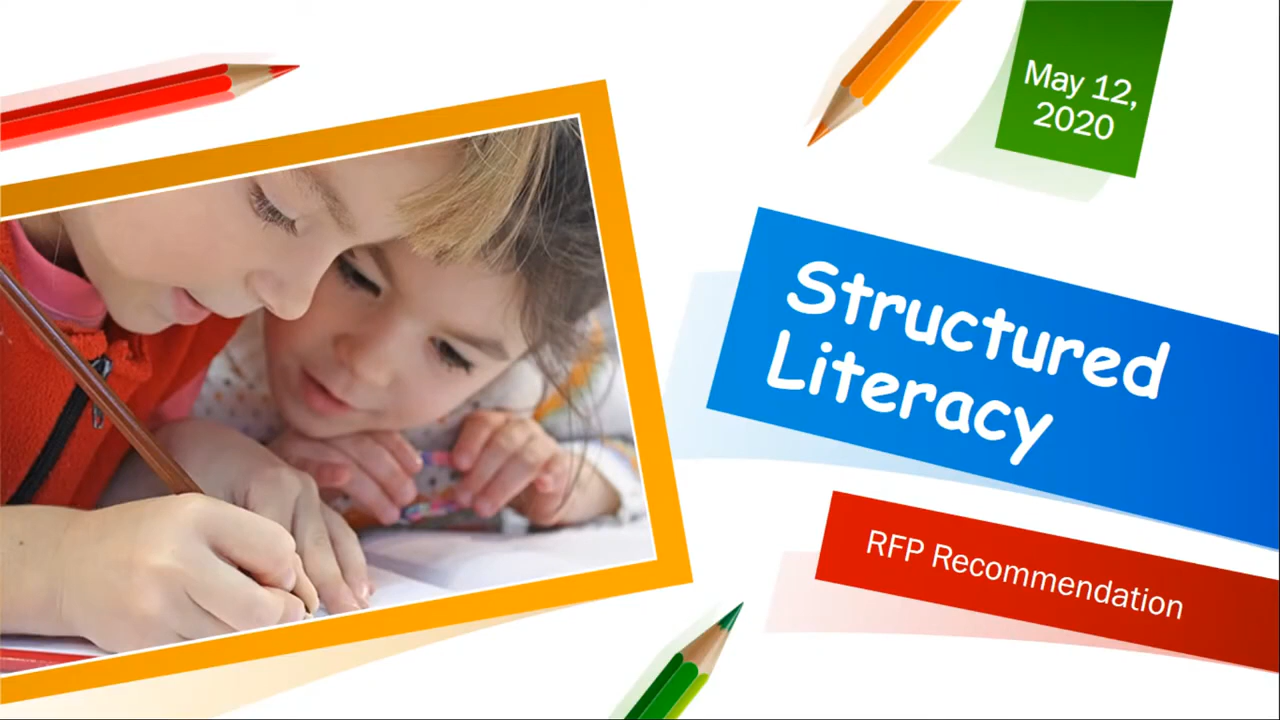 May 12,
2020
Structured
Literacy
RFP Recommendation